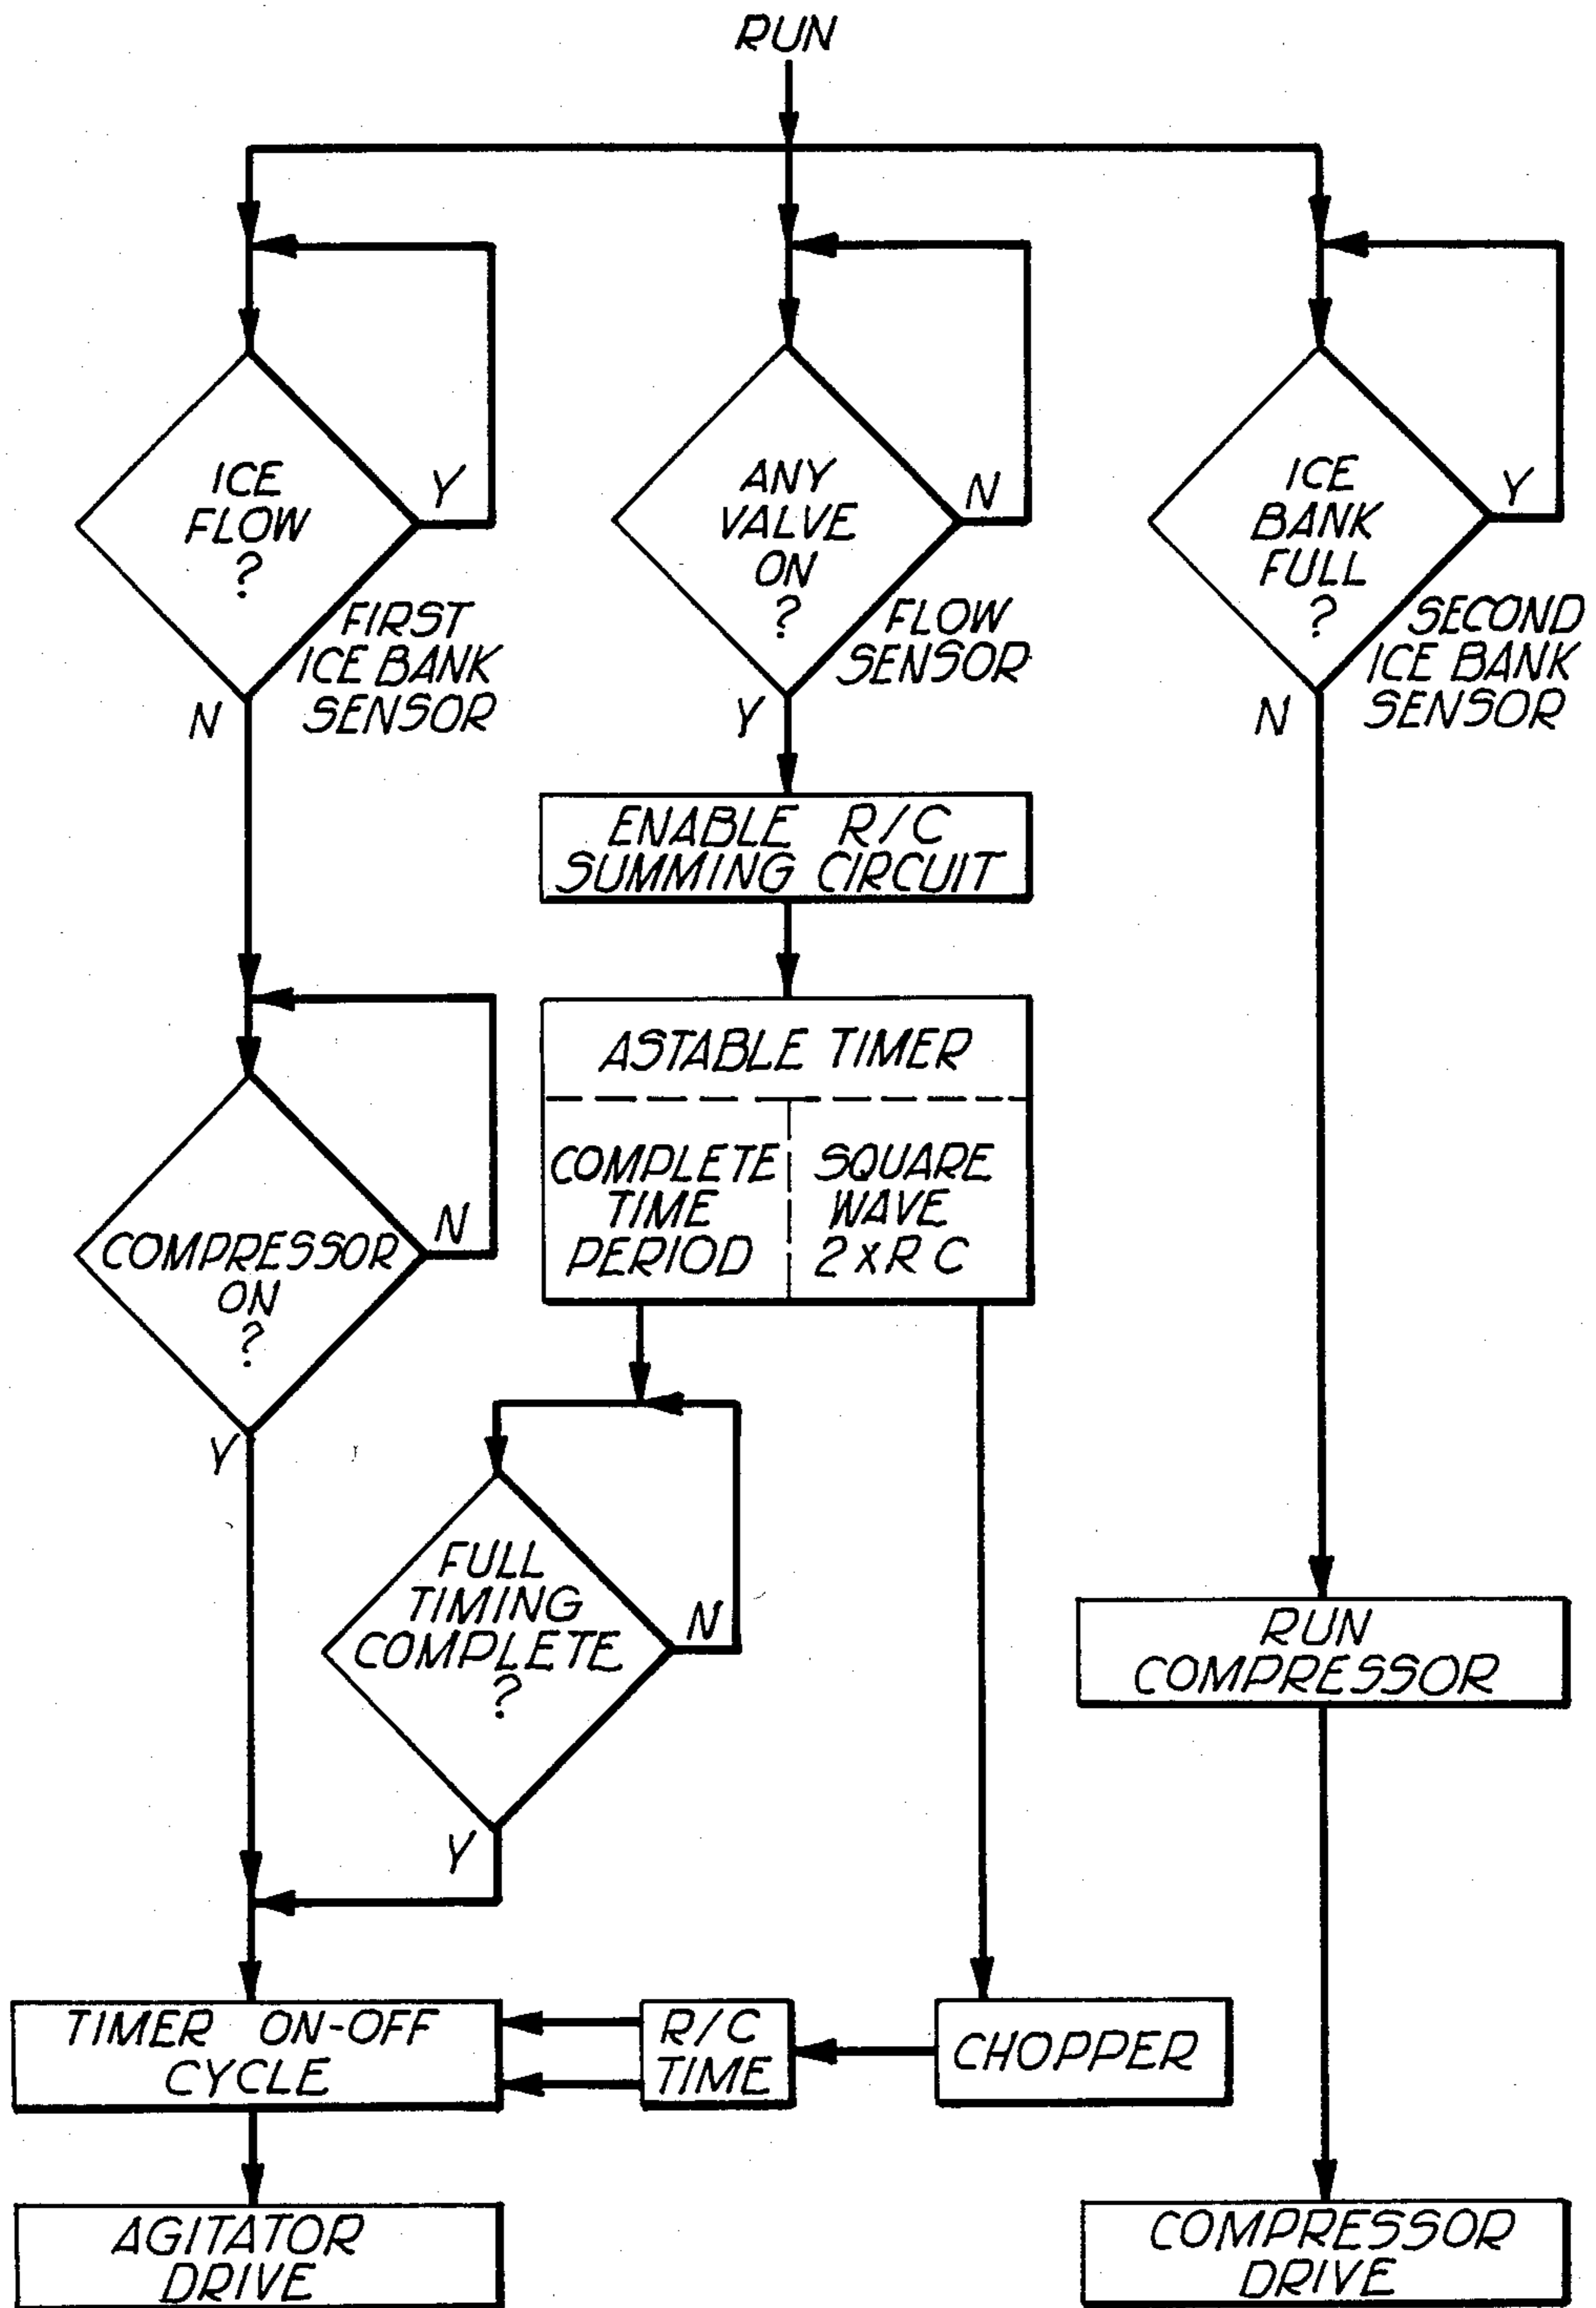 RUN
ICE
FLOW
?
Y
FIRST
ICE BANK
SENSOR
N
ANY
VALVE
ON
?
N
FLOW
SENSOR
Y
ICE
BANK
FULL
?
Y
SECOND
ICE BANK
SENSOR
N
ENABLE R/C
SUMMING CIRCUIT
ASTABLE TIMER
COMPLETE
TIME
PERIOD
SQUARE
WAVE
2 x R C
COMPRESSOR
ON
?
N
Y
FULL
TIMING
COMPLETE
?
N
Y
RUN
COMPRESSOR
TIMER ON-OFF
CYCLE
R/C
TIME
CHOPPER
AGITATOR
DRIVE
COMPRESSOR
DRIVE